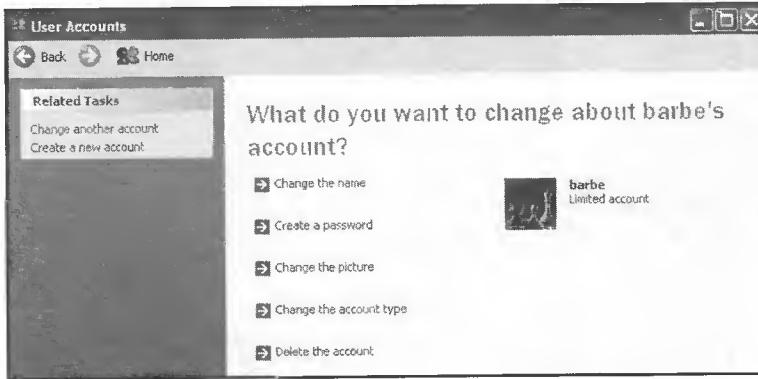 User Accounts
Back Home
Related Tasks
Change another account
Create a new account
What do you want to change about barbe's
account?
Change the name
barbe
Limited account
Create a password
Change the picture
Change the account type
Delete the account